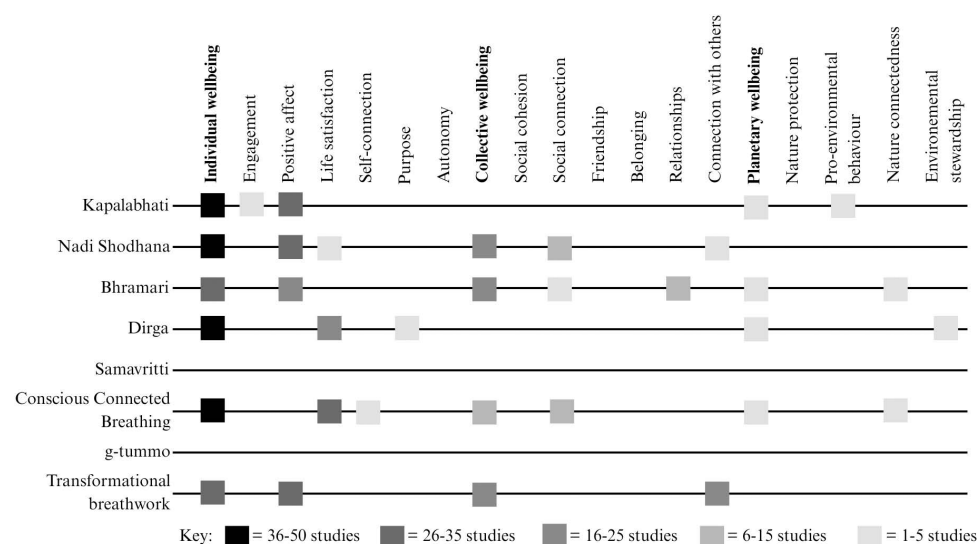 Individual wellbeing
Engagement
Positive affect
Life satisfaction
Self-connection
Purpose
Autonomy
Collective wellbeing
Social cohesion
Social connection
Friendship
Belonging
Relationships
Connection with others
Planetary wellbeing
Nature protection
Pro-environmental
behaviour
Nature connectedness
Environemental
stewardship
Kapalabhati
Nadi Shodhana
Bhramari
Dirga
Samavritti
Conscious Connected
Breathing
g-tummo
Transformational
breathwork
Key: = 36-50 studies = 26-35 studies = 16-25 studies = 6-15 studies = 1-5 studies